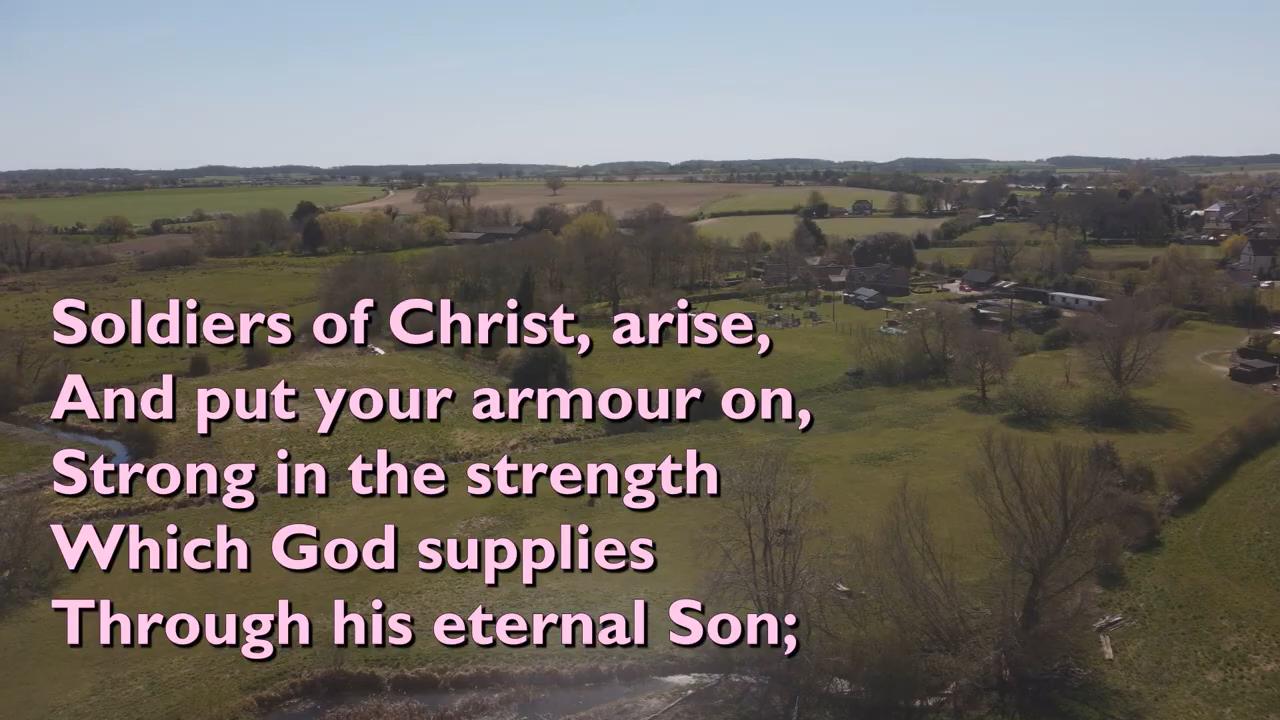 Soldiers of Christ, arise,
And put your armour on,
Strong in the strength
Which God supplies
Through his eternal Son;